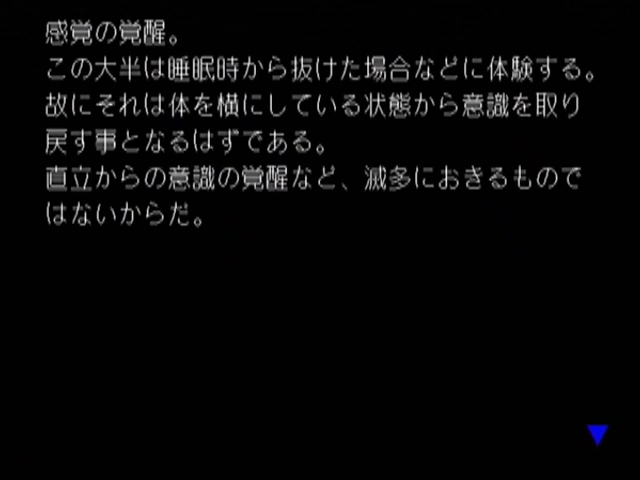 感覚の覚醒。
この大半は睡眠時から抜けた場合などに体験する。
故にそれは体を横にしている状態から意識を取り
戻す事となるはずである。
直立からの意識の覚醒など、滅多におきるもので
はないからだ。